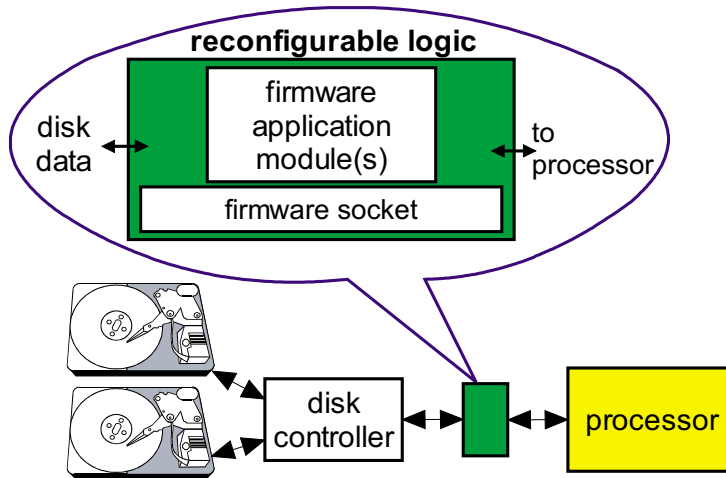 reconfigurable logic
firmware
application
module(s)
disk
data
to
processor
firmware socket
disk
controller
processor